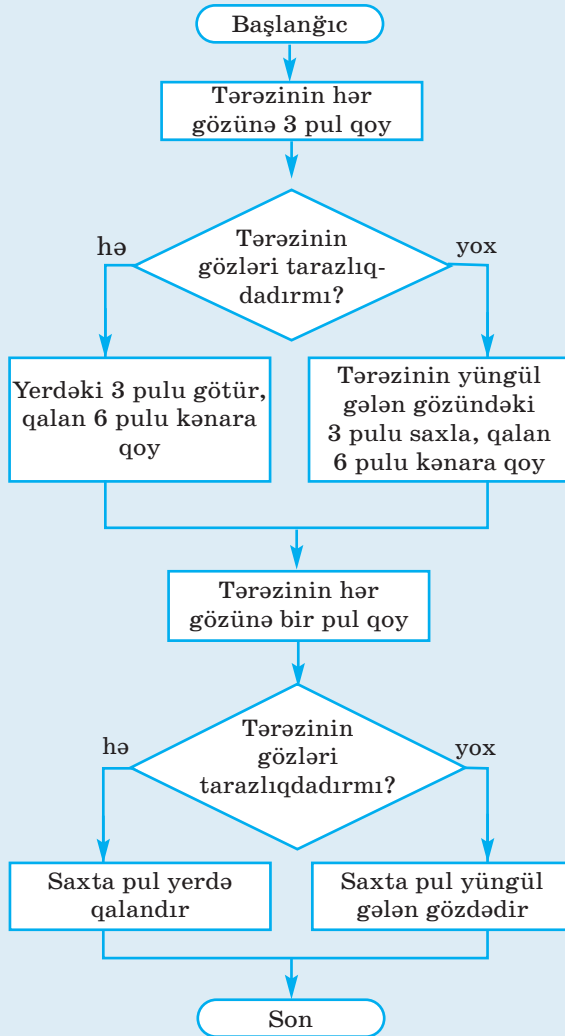 Başlanğıc
Tərəzinin hər
gözünə 3 pul qoy
Tərəzinin
gözləri tarazlıq-
dadırmı?
hə
yox
Yerdəki 3 pulu götür,
qalan 6 pulu kənara
qoy
Tərəzinin yüngül
gələn gözündəki
3 pulu saxla, qalan
6 pulu kənara qoy
Tərəzinin hər
gözünə bir pul qoy
Tərəzinin
gözləri
tarazlıqdadırmı?
hə
yox
Saxta pul yerdə
qalandır
Saxta pul yüngül
gələn gözdədir
Son